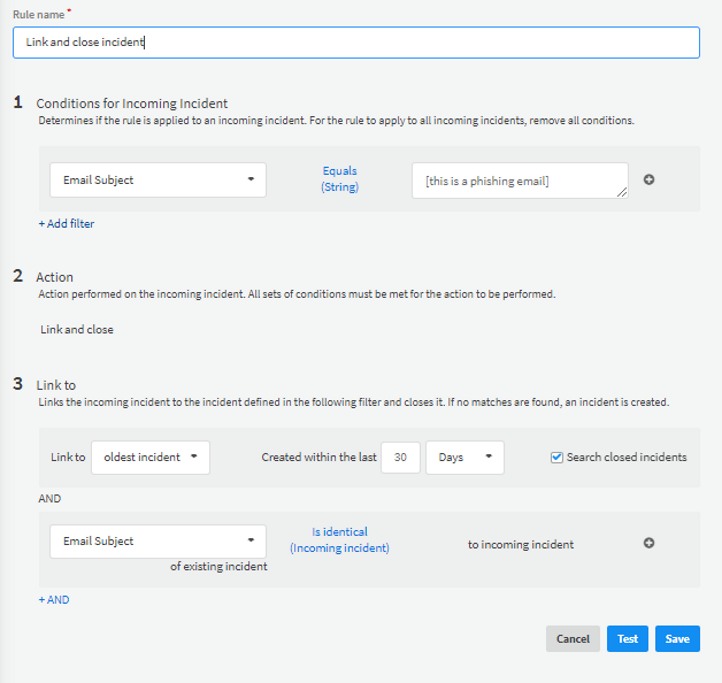 Rule name *
Link and close incident
1 Conditions for Incoming Incident
Determines if the rule is applied to an incoming incident. For the rule to apply to all incoming incidents, remove all conditions.
Email Subject Equals (String) [this is a phishing email]
+ Add filter
2 Action
Action performed on the incoming incident. All sets of conditions must be met for the action to be performed.
Link and close
3 Link to
Links the incoming incident to the incident defined in the following filter and closes it. If no matches are found, an incident is created.
Link to oldest incident Created within the last 30 Days Search closed incidents
AND
Email Subject Is identical (Incoming incident) to incoming incident
of existing incident
+ AND
Cancel Test Save